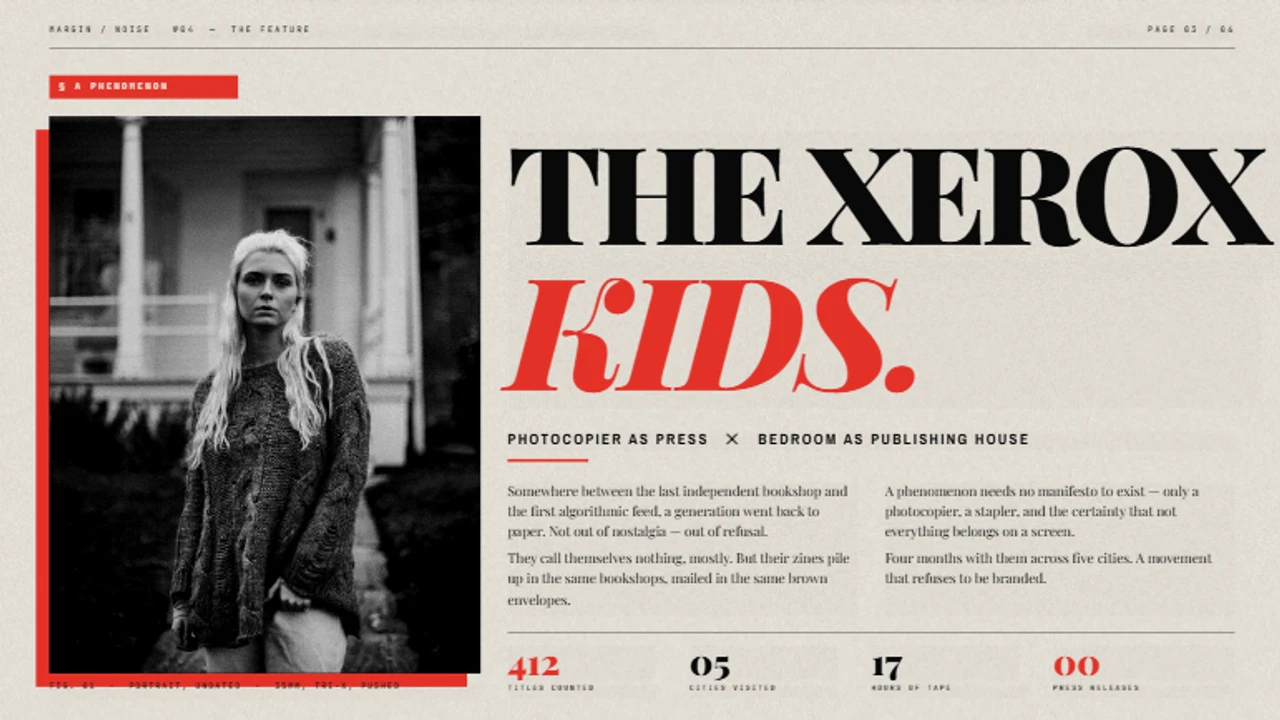 MARGIN / NOISE №04 — THE FEATURE
PAGE 03 / 06
§ A PHENOMENON
THE XEROX
KIDS.
PHOTOCOPIER AS PRESS ✕ BEDROOM AS PUBLISHING HOUSE
Somewhere between the last independent bookshop and
the first algorithmic feed, a generation went back to
paper. Not out of nostalgia — out of refusal.
They call themselves nothing, mostly. But their zines pile
up in the same bookshops, mailed in the same brown
envelopes.
A phenomenon needs no manifesto to exist — only a
photocopier, a stapler, and the certainty that not
everything belongs on a screen.
Four months with them across five cities. A movement
that refuses to be branded.
412
TITLES COUNTED
05
CITIES VISITED
17
HOURS OF TAPE
00
PRESS RELEASES
FIG. 01 · PORTRAIT, UNDATED · 35MM, TRI-X, PUSHED